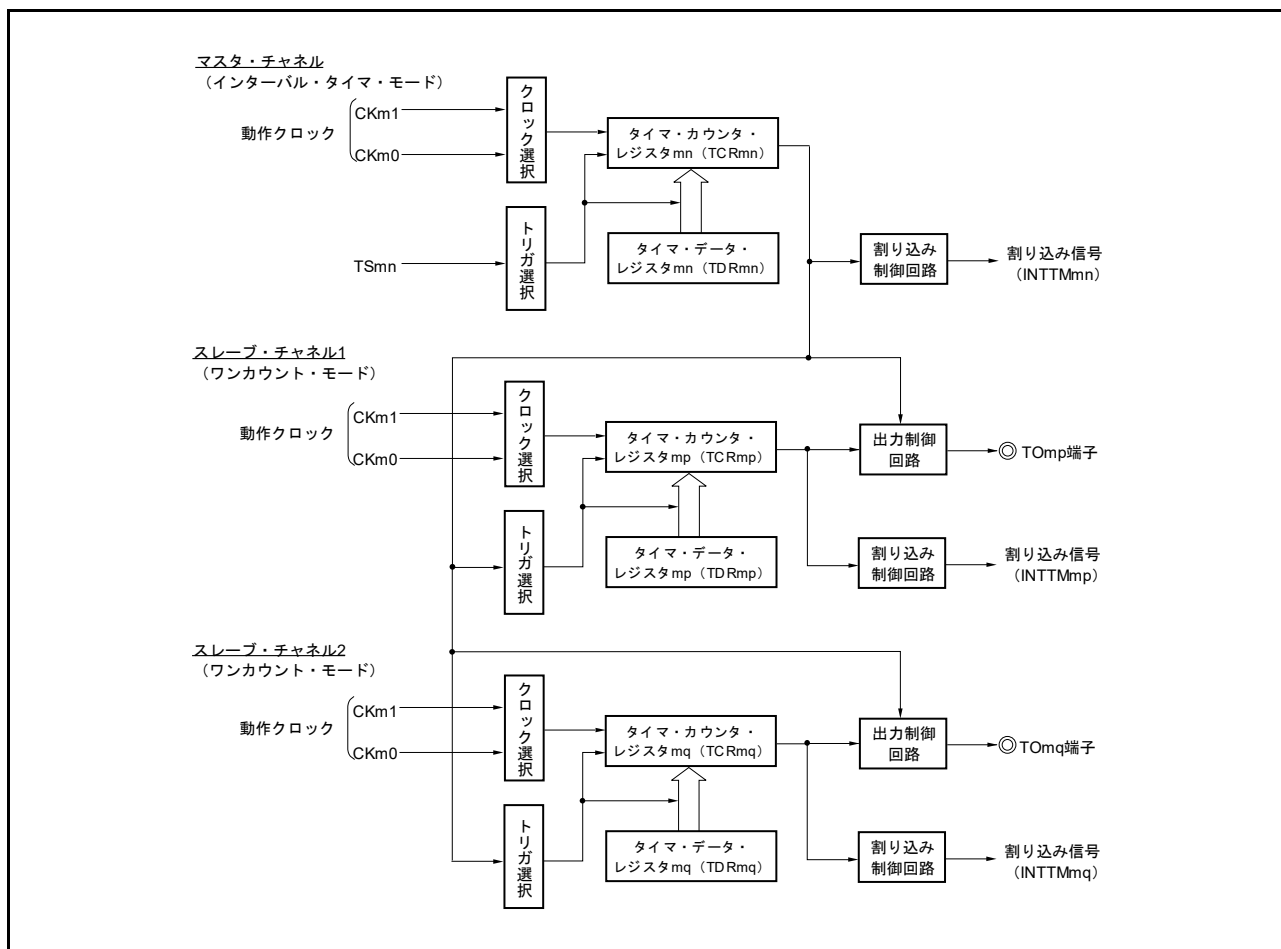 マスタ・チャネル
（インターバル・タイマ・モード）
動作クロック
CKm1
CKm0
クロック選択
タイマ・カウンタ・
レジスタmn（TCRmn）
TSmn
トリガ選択
タイマ・データ・
レジスタmn（TDRmn）
割り込み
制御回路
割り込み信号
（INTTMmn）
スレーブ・チャネル1
（ワンカウント・モード）
動作クロック
CKm1
CKm0
クロック選択
タイマ・カウンタ・
レジスタmp（TCRmp）
出力制御
回路
TOmp端子
トリガ選択
タイマ・データ・
レジスタmp（TDRmp）
割り込み
制御回路
割り込み信号
（INTTMmp）
スレーブ・チャネル2
（ワンカウント・モード）
動作クロック
CKm1
CKm0
クロック選択
タイマ・カウンタ・
レジスタmq（TCRmq）
出力制御
回路
TOmq端子
トリガ選択
タイマ・データ・
レジスタmq（TDRmq）
割り込み
制御回路
割り込み信号
（INTTMmq）